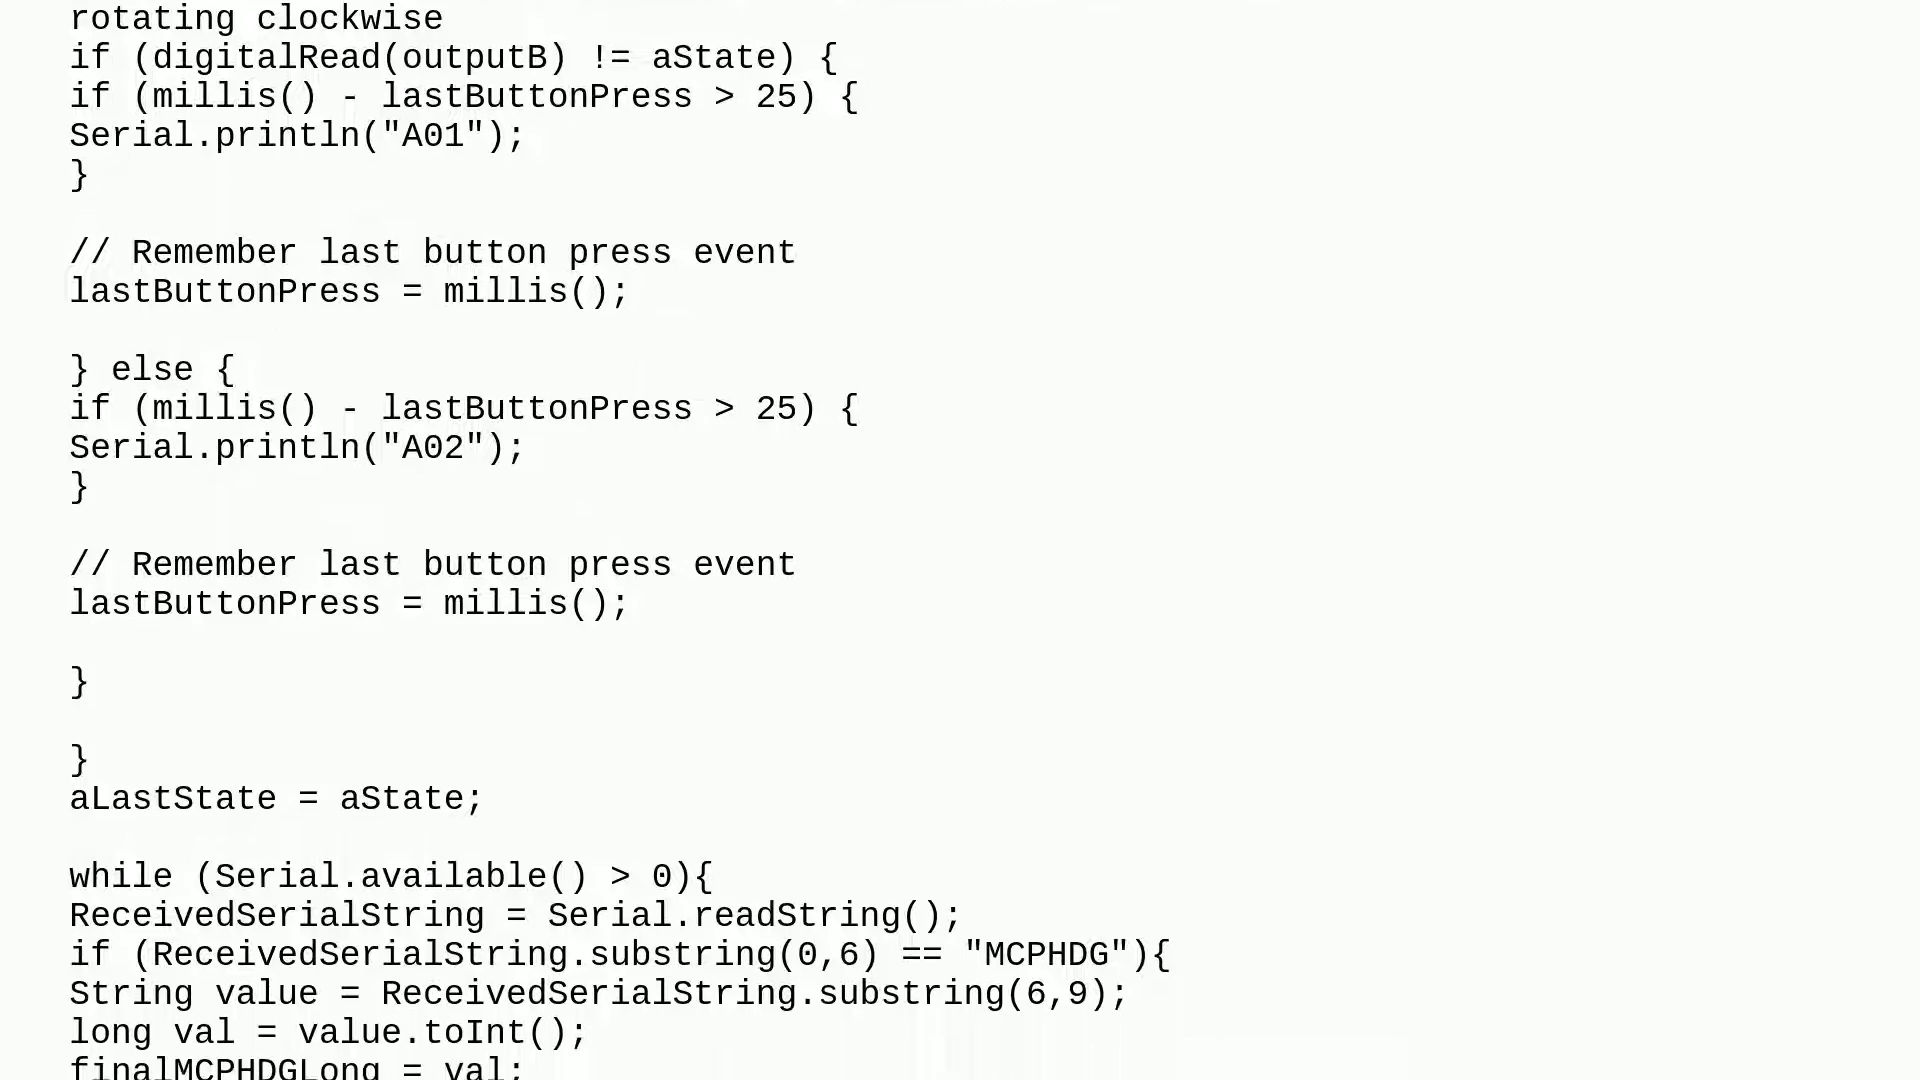 rotating clockwise
if (digitalRead(outputB) != aState) {
if (millis() - lastButtonPress > 25) {
Serial.println("A01");
}
// Remember last button press event
lastButtonPress = millis();
} else {
if (millis() - lastButtonPress > 25) {
Serial.println("A02");
}
// Remember last button press event
lastButtonPress = millis();
}
}
aLastState = aState;
while (Serial.available() > 0){
ReceivedSerialString = Serial.readString();
if (ReceivedSerialString.substring(0,6) == "MCPHDG"){
String value = ReceivedSerialString.substring(6,9);
long val = value.toInt();
finalMCPHDGLong = val;